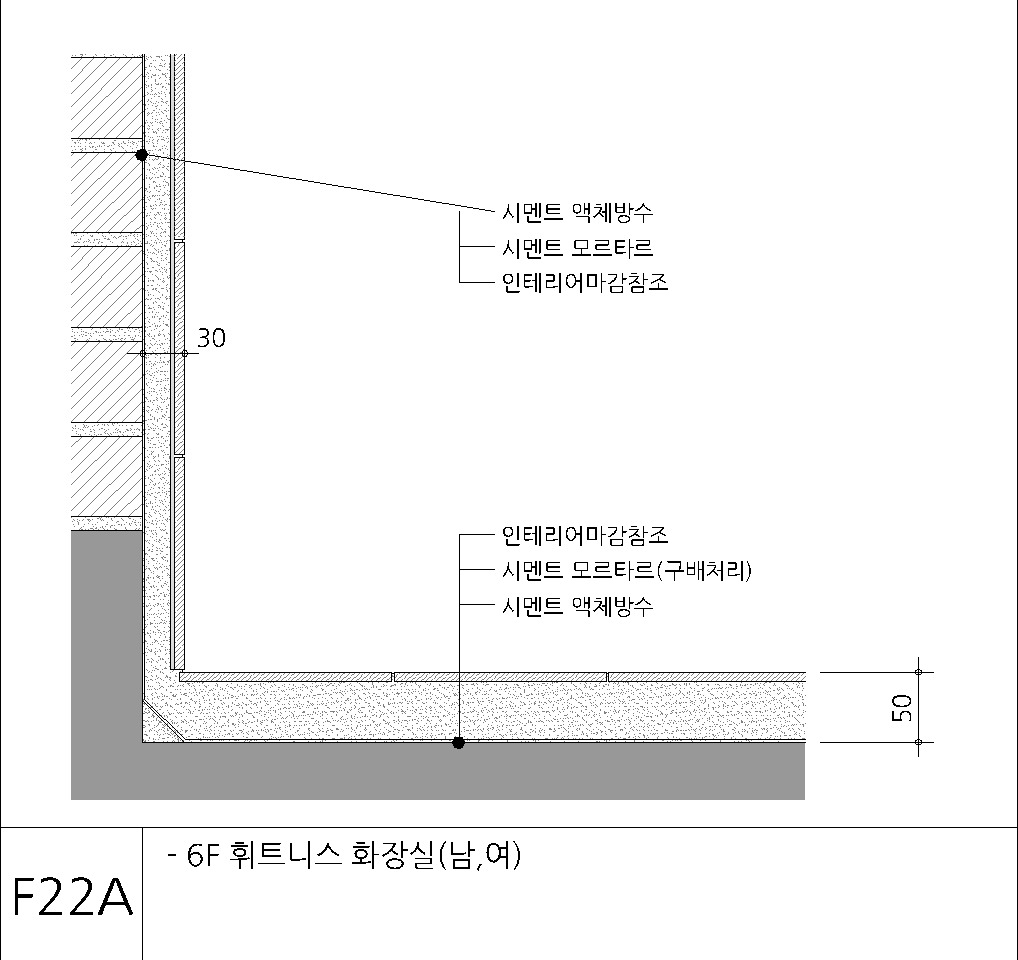 시멘트 액체방수
시멘트 모르타르
인테리어마감참조
30
인테리어마감참조
시멘트 모르타르(구배처리)
시멘트 액체방수
50
- 6F 휘트니스 화장실(남,여)
F22A